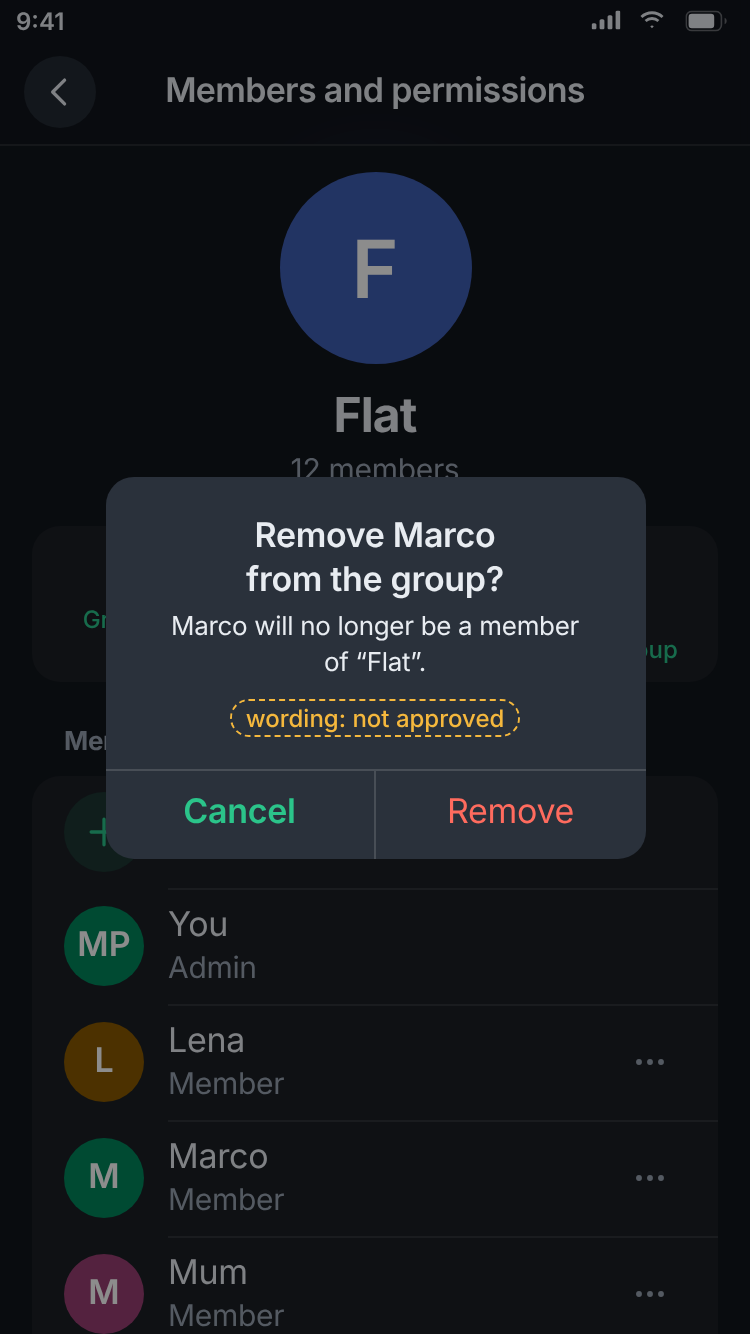 9:41
Members and permissions
F
Flat
12 members
Remove Marco
from the group?
Marco will no longer be a member
of “Flat”.
wording: not approved
Cancel
Remove
MP
You
Admin
L
Lena
Member
M
Marco
Member
M
Mum
Member